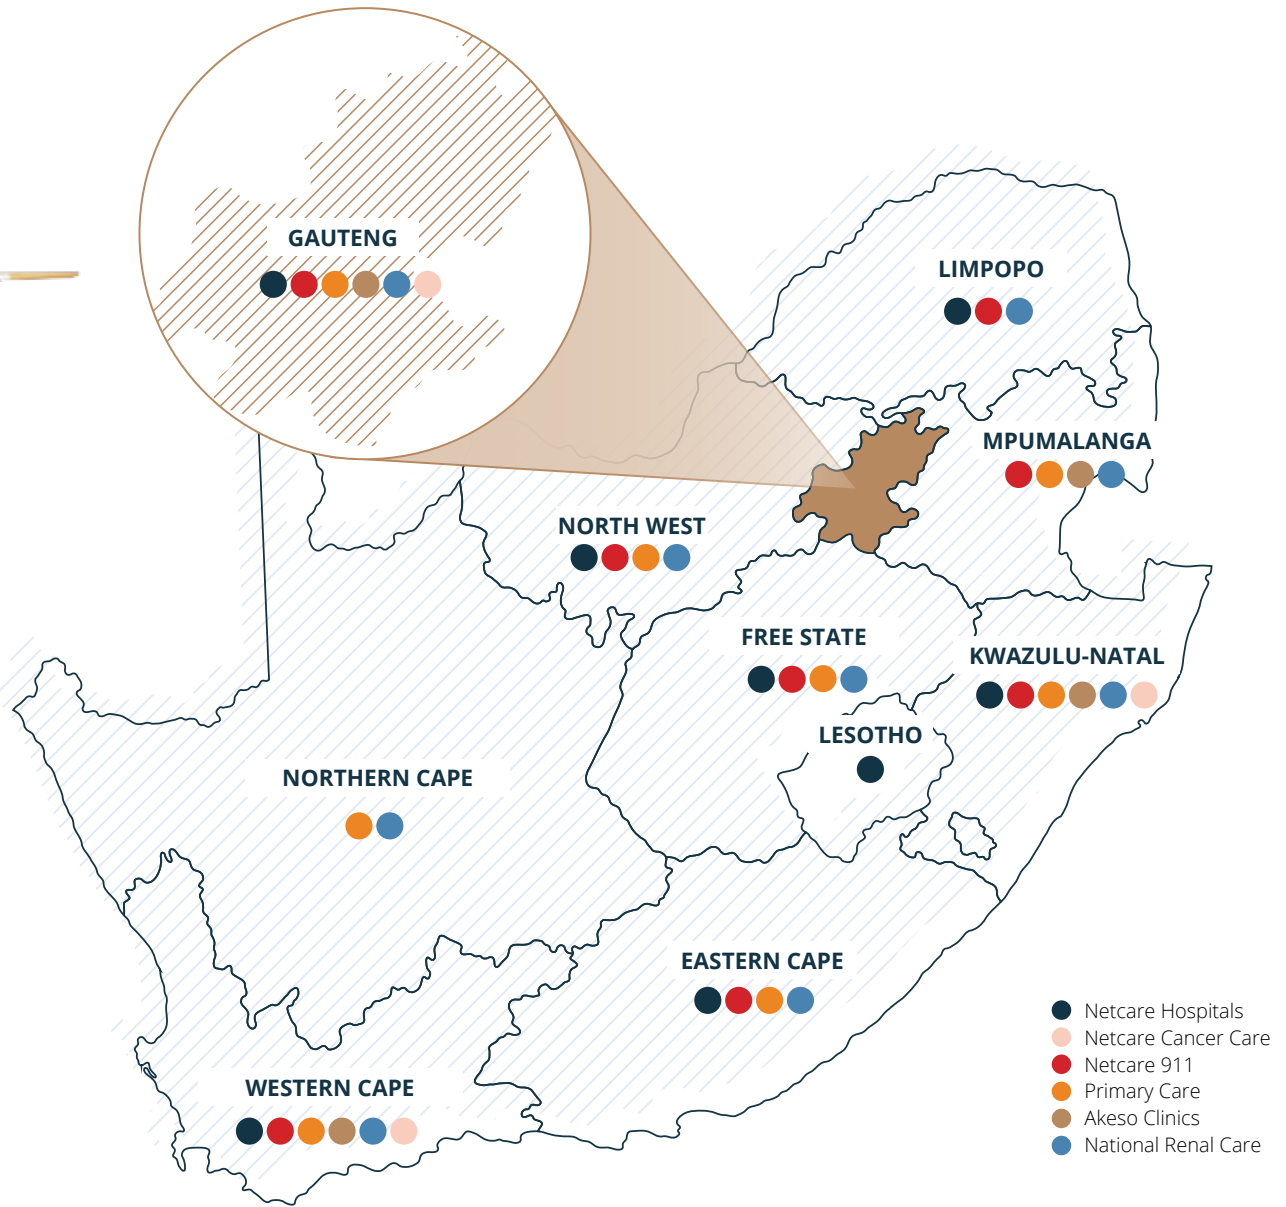 GAUTENG
LIMPOPO
MPUMALANGA
NORTH WEST
FREE STATE
KWAZULU-NATAL
LESOTHO
NORTHERN CAPE
EASTERN CAPE
WESTERN CAPE
Netcare Hospitals
Netcare Cancer Care
Netcare 911
Primary Care
Akeso Clinics
National Renal Care